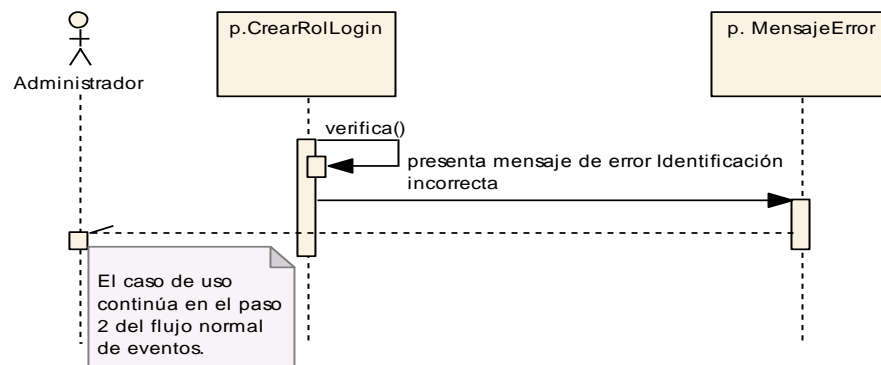 p.CrearRolLogin
p. MensajeError
Administrador
verifica()
presenta mensaje de error Identificación
incorrecta
El caso de uso
continúa en el paso
2 del flujo normal
de eventos.